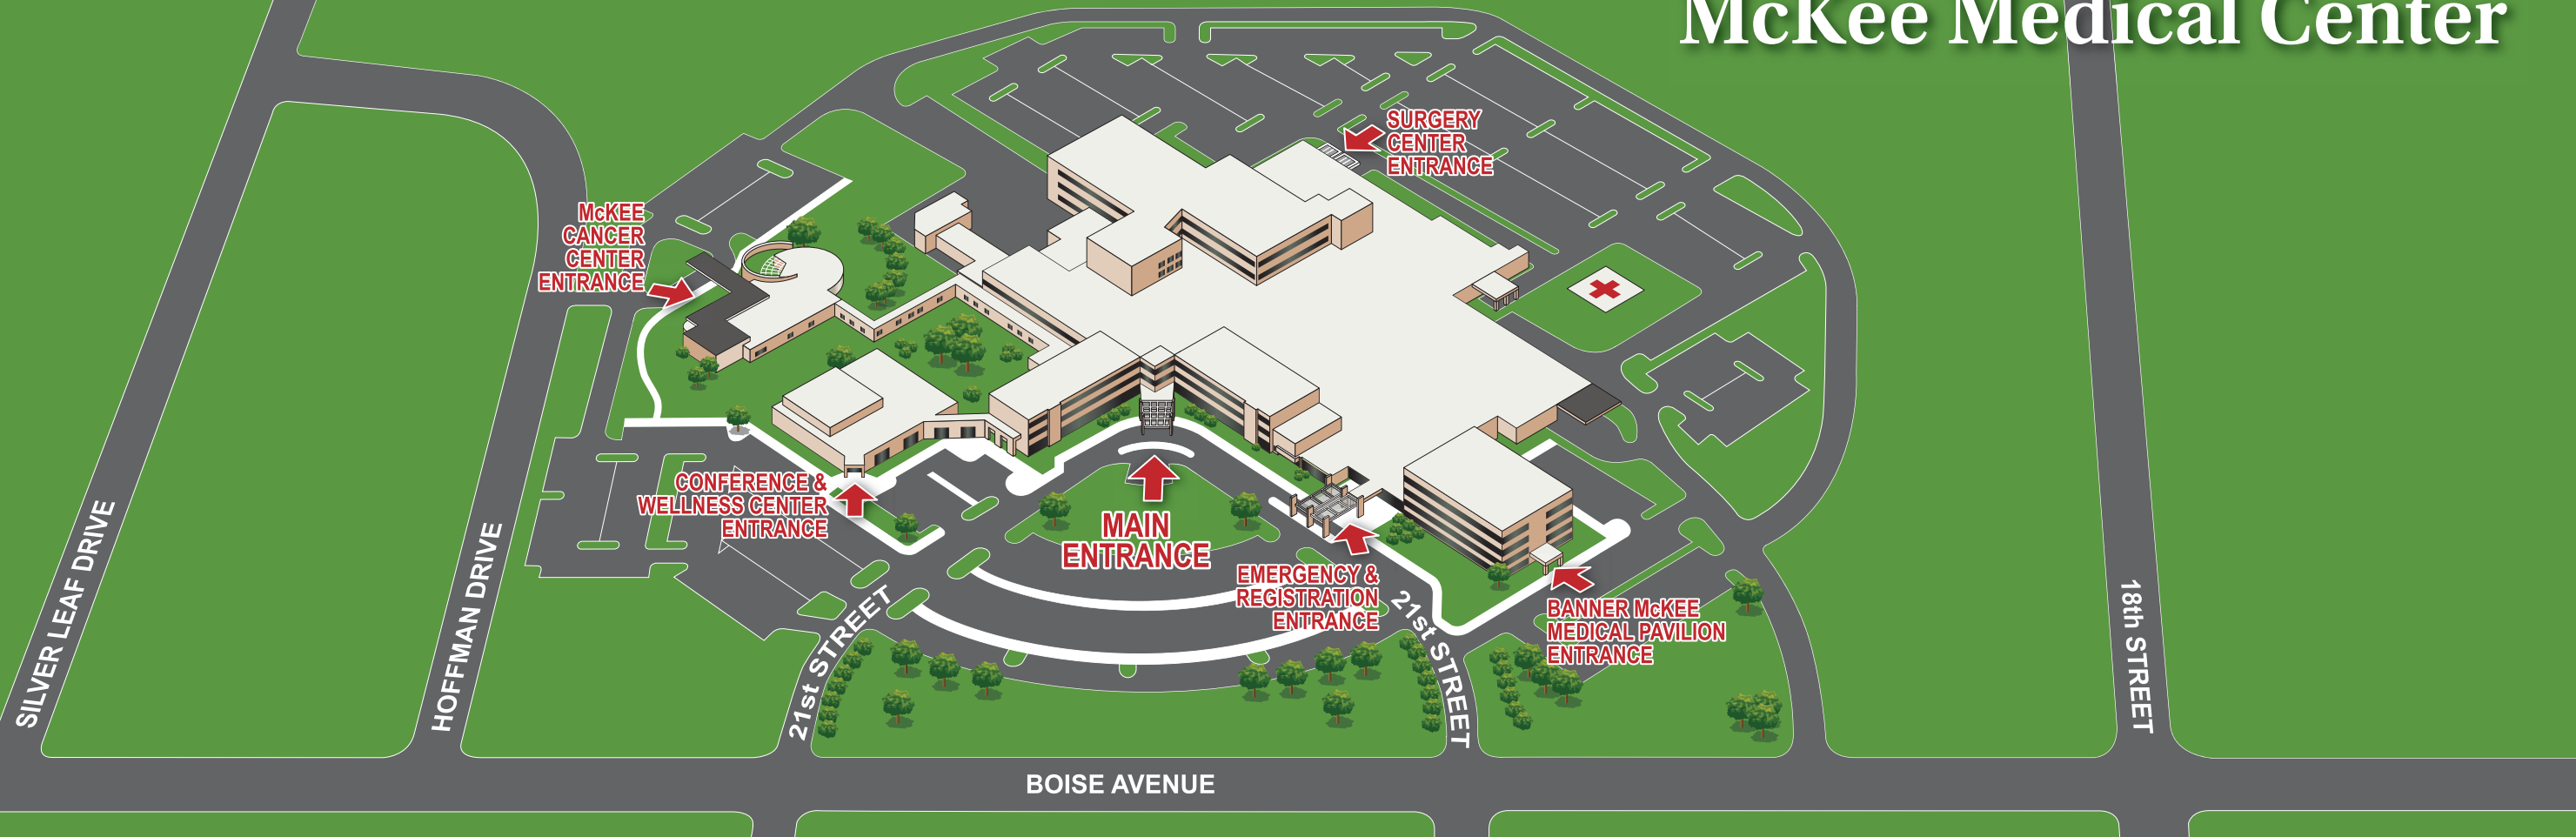 McKee Medical Center
SURGERY
CENTER
ENTRANCE
McKEE
CANCER
CENTER
ENTRANCE
CONFERENCE &
WELLNESS CENTER
ENTRANCE
MAIN
ENTRANCE
EMERGENCY &
REGISTRATION
ENTRANCE
BANNER McKEE
MEDICAL PAVILION
ENTRANCE
SILVER LEAF DRIVE
HOFFMAN DRIVE
21st STREET
21st STREET
18th STREET
BOISE AVENUE